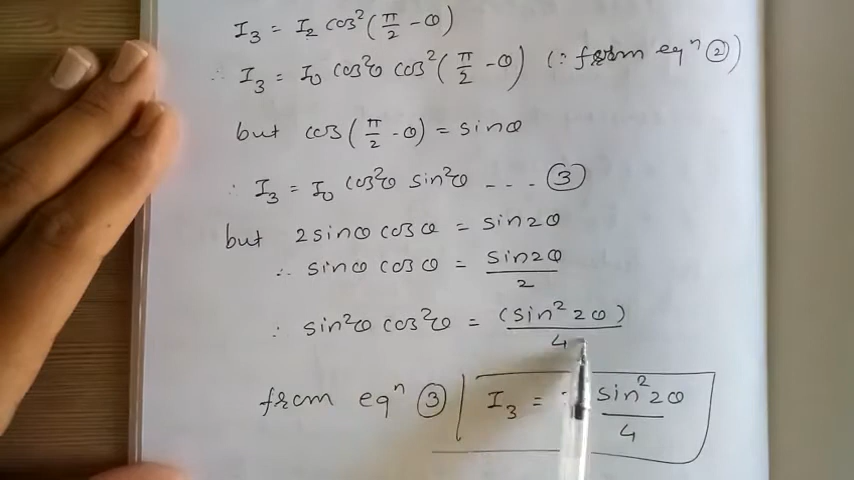 I₃ = I₂ cos²(π/2 - θ)
∴ I₃ = I₀ cos²θ cos²(π/2 - θ) (∵ from eqⁿ ②)
but cos(π/2 - θ) = sinθ
∴ I₃ = I₀ cos²θ sin²θ --- ③
but 2sinθ cosθ = sin2θ
∴ sinθ cosθ = sin2θ/2
∴ sin²θ cos²θ = (sin²2θ)/4
from eqⁿ ③ I₃ = sin²2θ/4